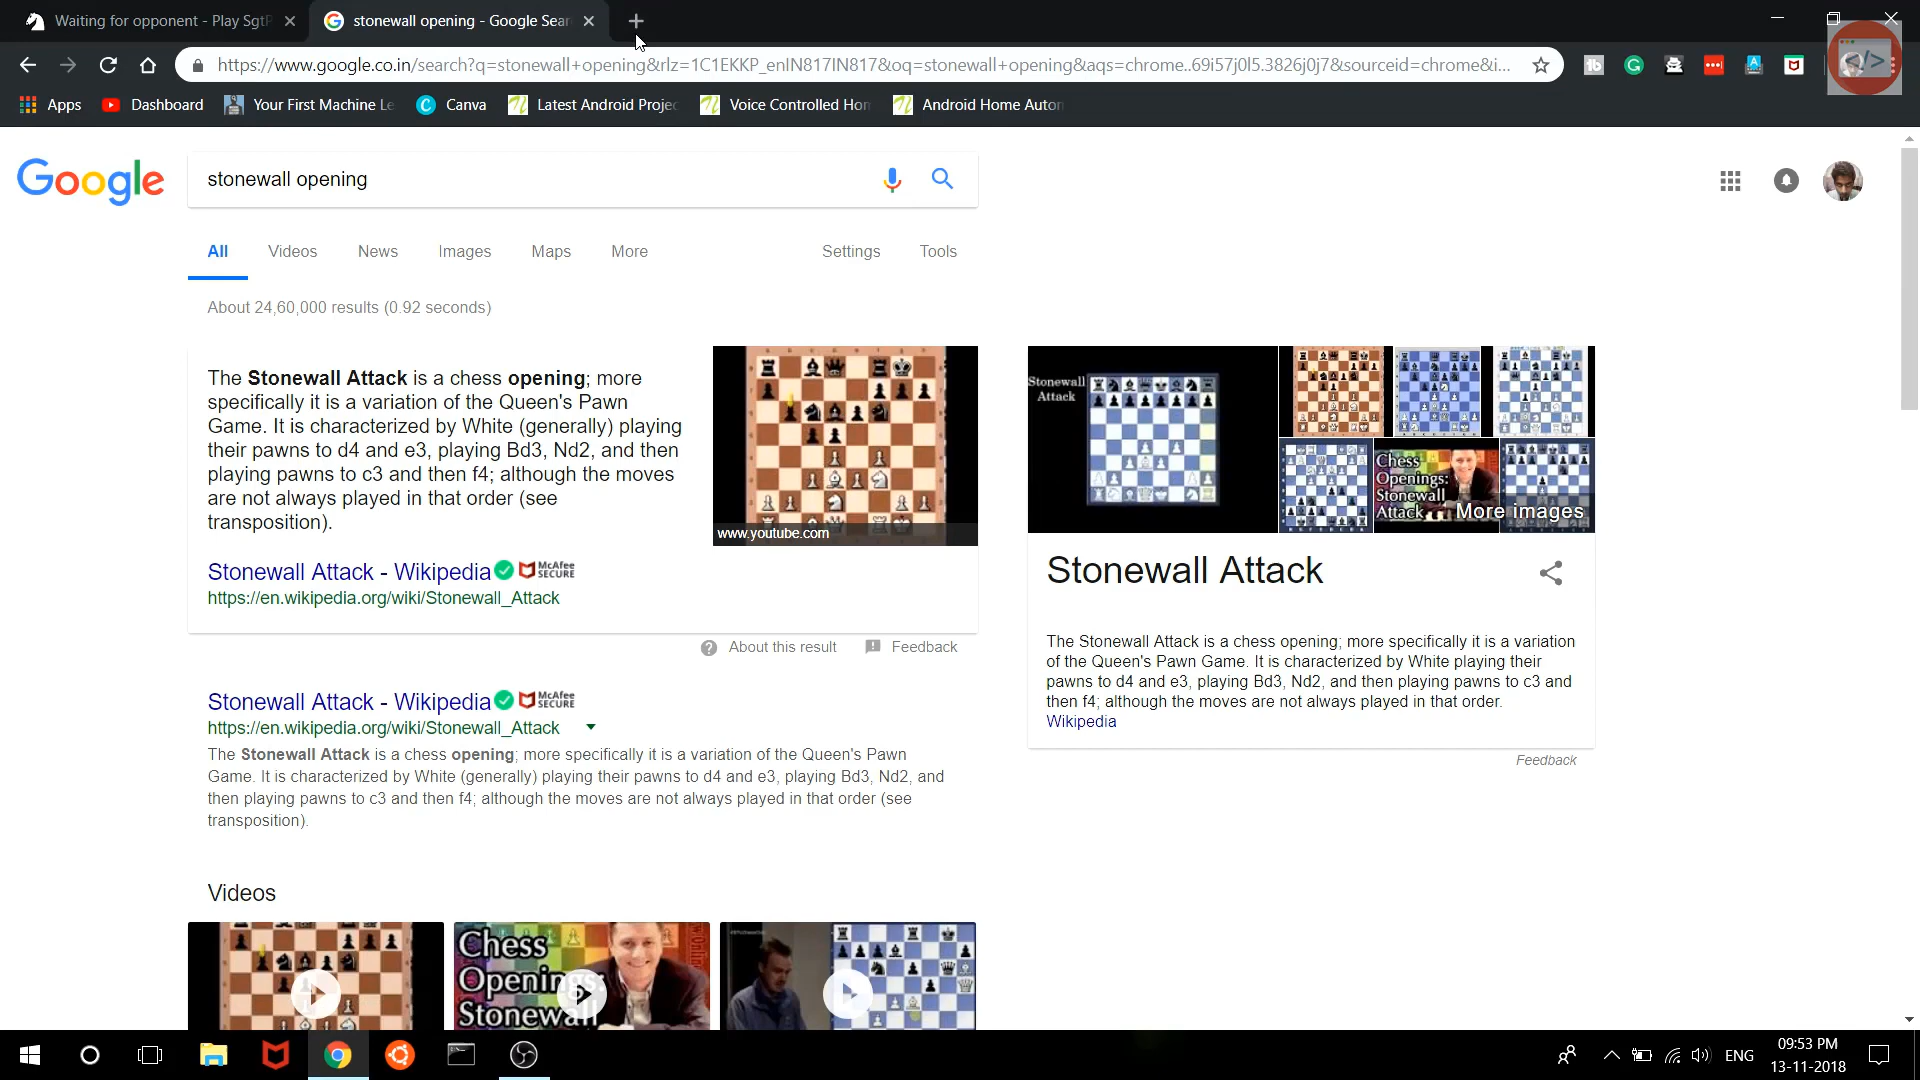 Waiting for opponent - Play SgtP
stonewall opening - Google Sear
https://www.google.co.in/search?q=stonewall+opening&rlz=1C1EKKP_enIN817IN817&oq=stonewall+opening&aqs=chrome..69i57j0l5.3826j0j7&sourceid=chrome&i...
Apps
Dashboard
Your First Machine Le
Canva
Latest Android Projec
Voice Controlled Hom
Android Home Autom
Google
stonewall opening
All
Videos
News
Images
Maps
More
Settings
Tools
About 24,60,000 results (0.92 seconds)
The Stonewall Attack is a chess opening; more
specifically it is a variation of the Queen's Pawn
Game. It is characterized by White (generally) playing
their pawns to d4 and e3, playing Bd3, Nd2, and then
playing pawns to c3 and then f4; although the moves
are not always played in that order (see
transposition).
www.youtube.com
Stonewall Attack - Wikipedia
McAfee
SECURE
https://en.wikipedia.org/wiki/Stonewall_Attack
About this result
Feedback
Stonewall Attack - Wikipedia
McAfee
SECURE
https://en.wikipedia.org/wiki/Stonewall_Attack
The Stonewall Attack is a chess opening; more specifically it is a variation of the Queen's Pawn
Game. It is characterized by White (generally) playing their pawns to d4 and e3, playing Bd3, Nd2, and
then playing pawns to c3 and then f4; although the moves are not always played in that order (see
transposition).
Videos
Chess
Openings:
Stonewall
Stonewall
Attack
Chess
Openings:
Stonewall
Attack
More images
Stonewall Attack
The Stonewall Attack is a chess opening; more specifically it is a variation
of the Queen's Pawn Game. It is characterized by White playing their
pawns to d4 and e3, playing Bd3, Nd2, and then playing pawns to c3 and
then f4; although the moves are not always played in that order.
Wikipedia
Feedback
ENG
09:53 PM
13-11-2018